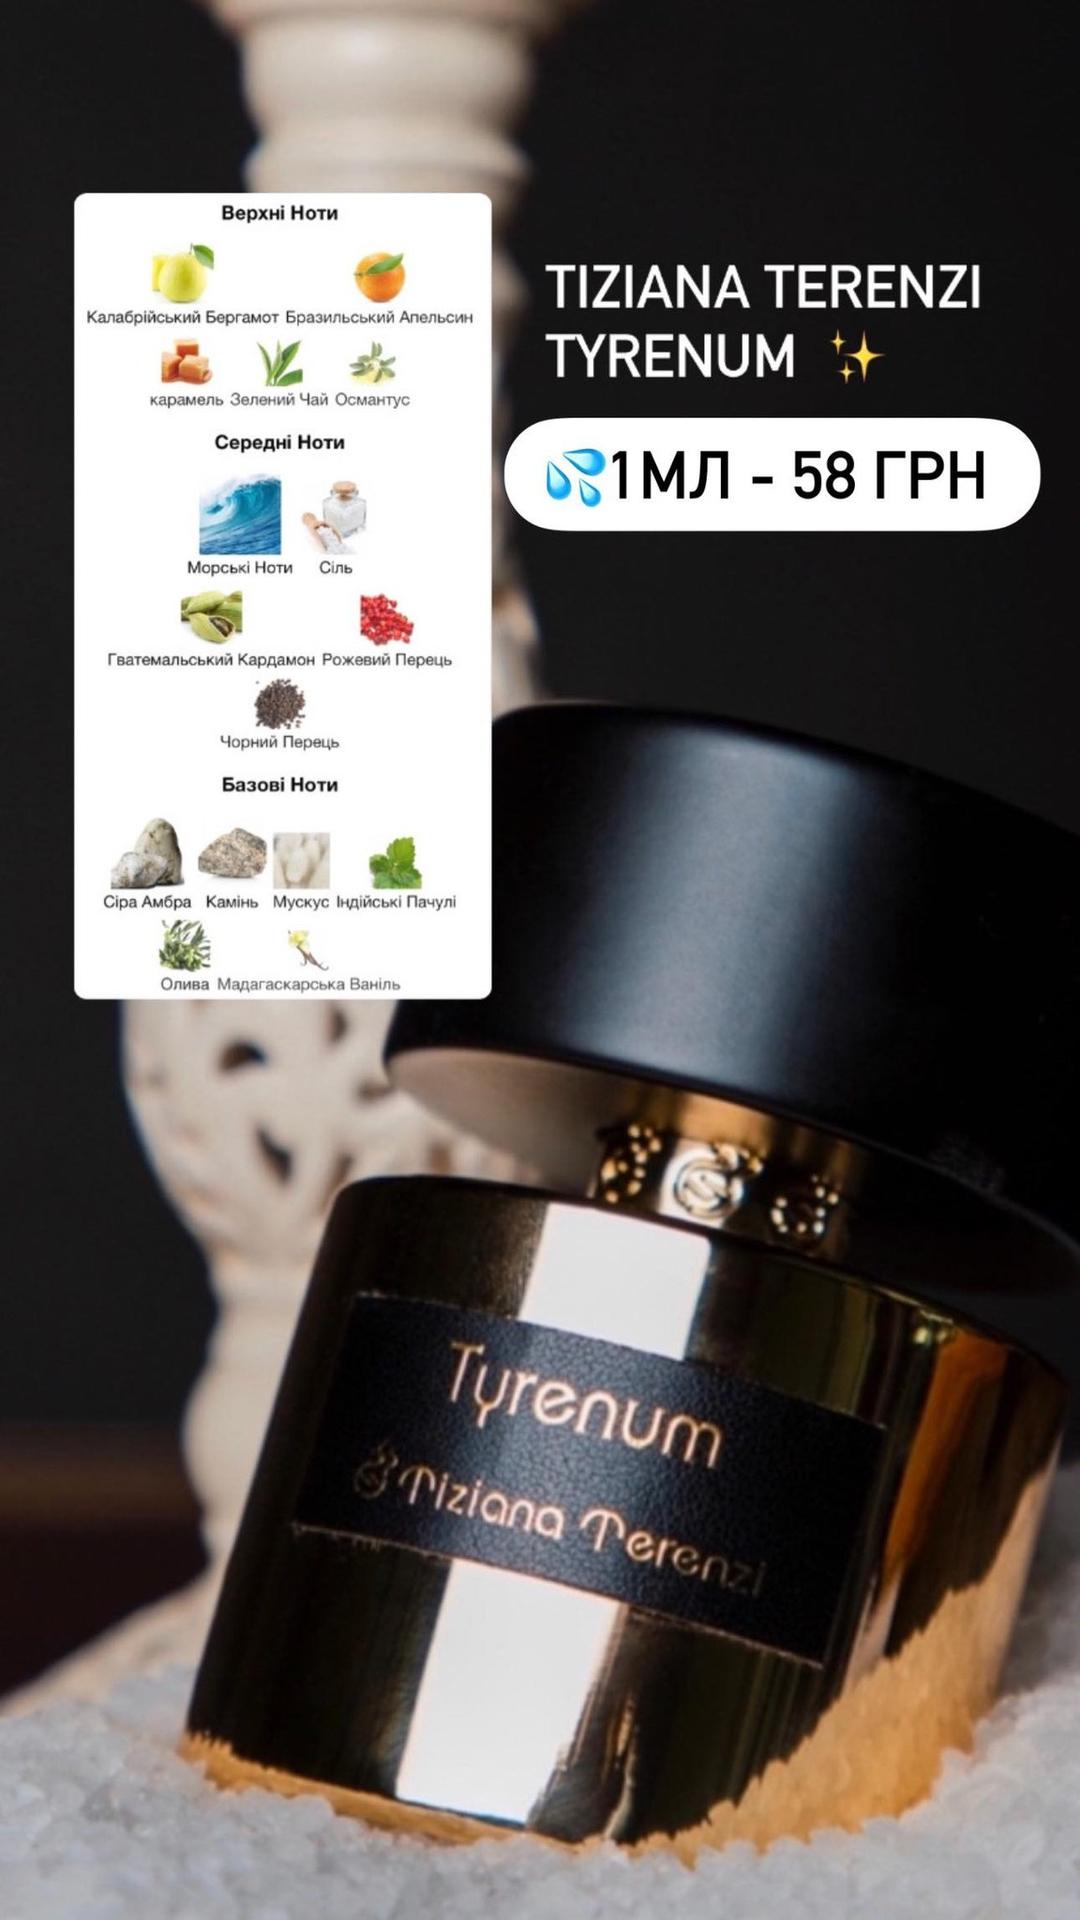 Верхні Ноти
Калабрійський Бергамот Бразильський Апельсин
карамель Зелений Чай Османтус
Середні Ноти
Морські Ноти Сіль
Гватемальський Кардамон Рожевий Перець
Чорний Перець
Базові Ноти
Сіра Амбра Камінь Мускус Індійські Пачулі
Олива Мадагаскарська Ваніль
TIZIANA TERENZI
TYRENUM ✨
💦1МЛ - 58 ГРН
Tyrenum
Tiziana Terenzi